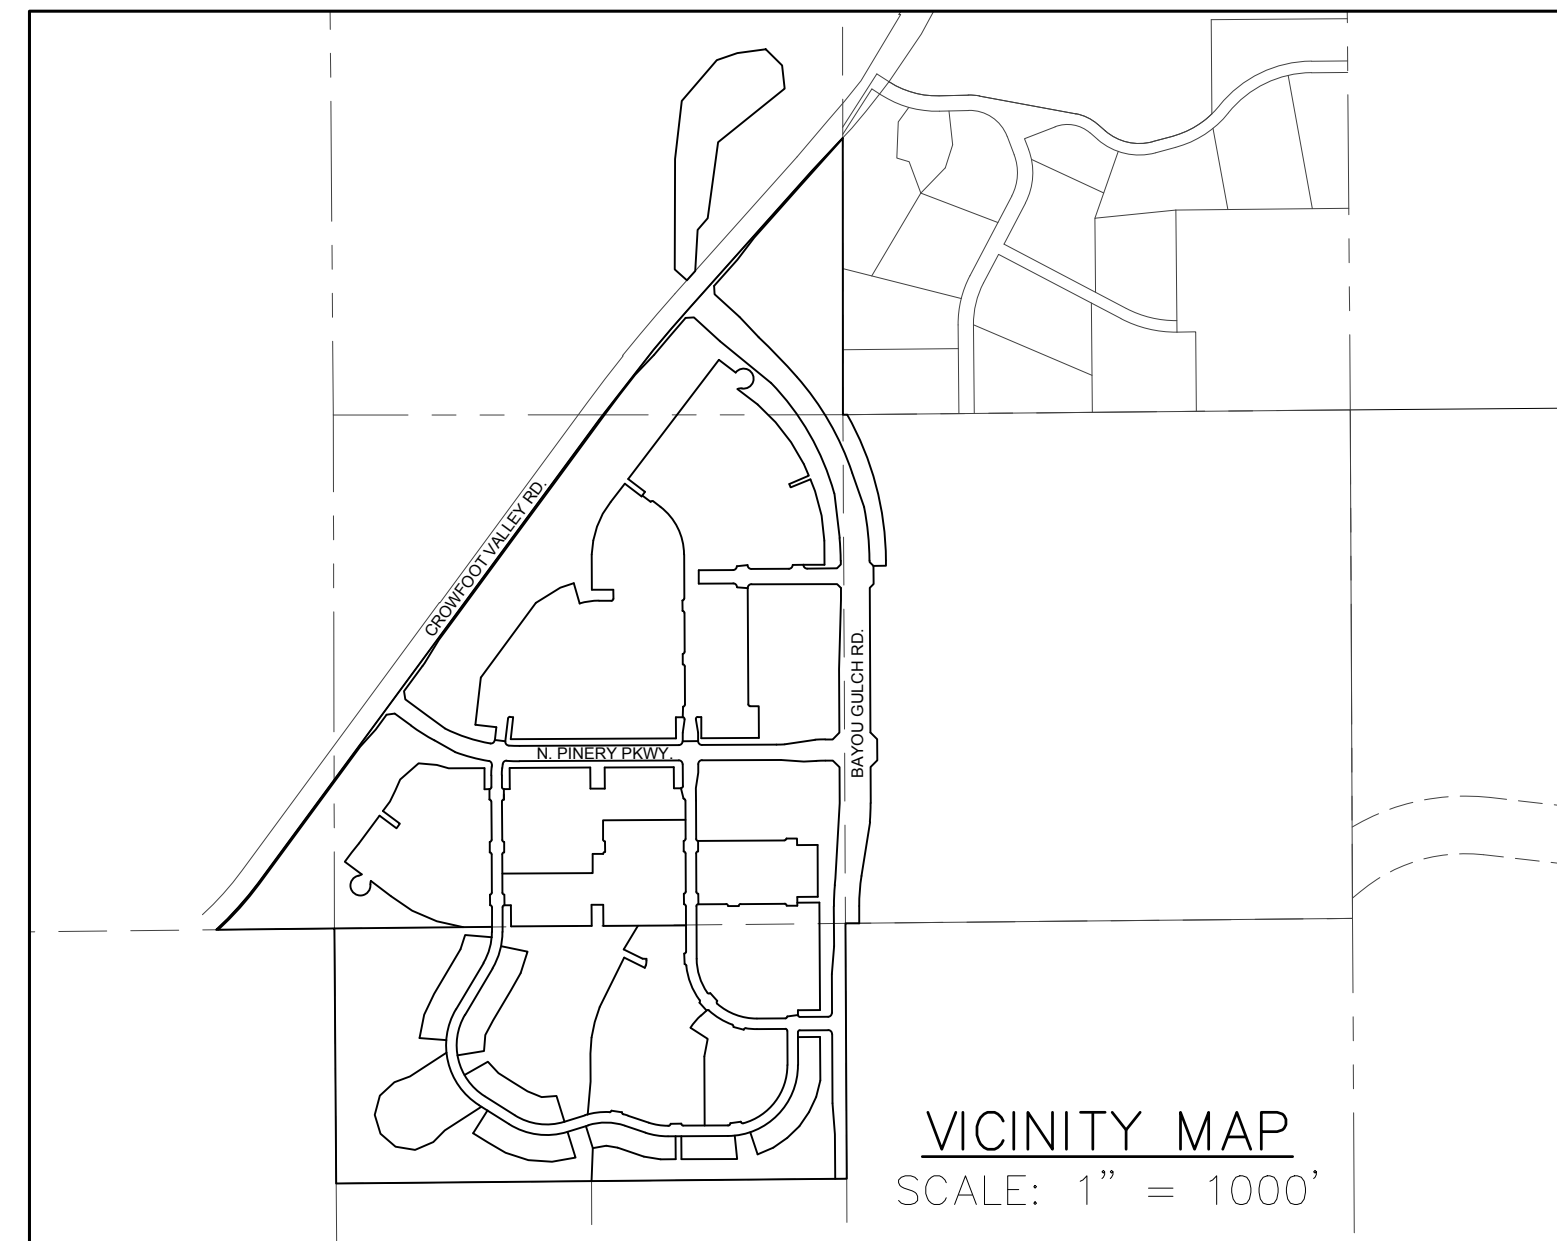 CROWFOOT VALLEY RD.
BAYOU GULCH RD.
N. PINERY PKWY.
VICINITY MAP
SCALE: 1” = 1000’